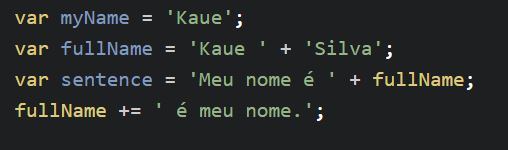 var myName = 'Kaue';
var fullName = 'Kaue ' + 'Silva';
var sentence = 'Meu nome é ' + fullName;
fullName += ' é meu nome.';